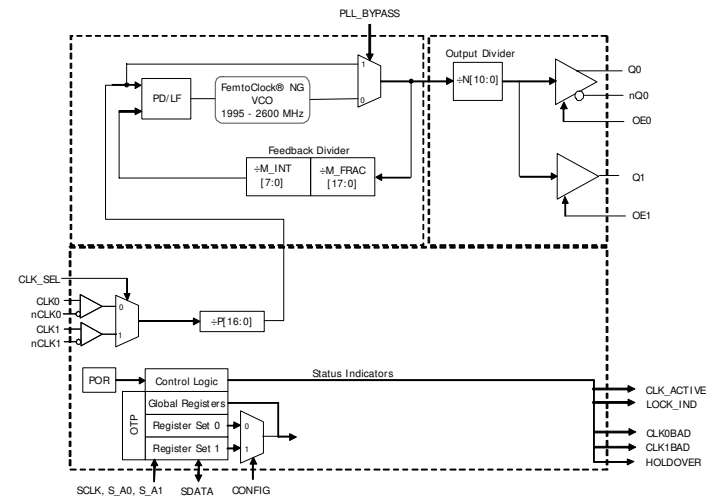 PLL_BYPASS
Output Divider
1
÷N[10:0]
Q0
PD/LF
FemtoClock® NG
VCO
1995 - 2600 MHz
0
nQ0
OE0
Feedback Divider
÷M_INT
[7:0]
÷M_FRAC
[17:0]
Q1
OE1
CLK_SEL
CLK0
nCLK0
CLK1
nCLK1
0
1
÷P[16:0]
POR
Control Logic
Status Indicators
Global Registers
OTP
Register Set 0
Register Set 1
0
1
CLK_ACTIVE
LOCK_IND
CLK0BAD
CLK1BAD
HOLDOVER
SCLK, S_A0, S_A1
SDATA
CONFIG